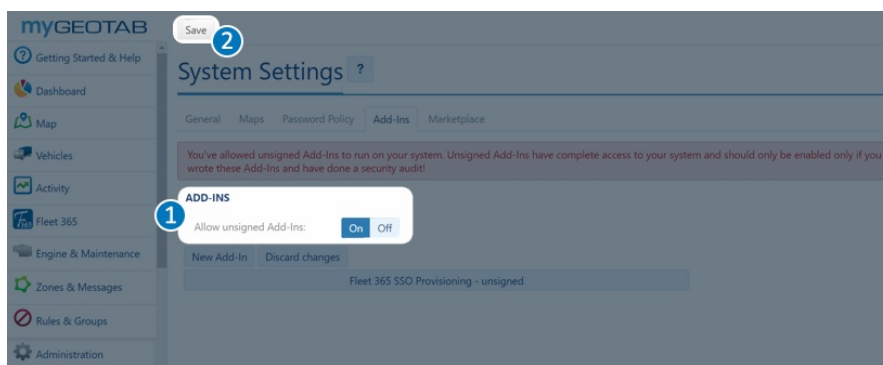 myGEOTAB
Save
2
Getting Started & Help
System Settings ?
Dashboard
Map
General Maps Password Policy Add-Ins Marketplace
Vehicles
You've allowed unsigned Add-Ins to run on your system. Unsigned Add-Ins have complete access to your system and should only be enabled only if you
wrote these Add-Ins and have done a security audit!
Activity
ADD-INS
1
Fleet 365
Allow unsigned Add-Ins: On Off
Engine & Maintenance
New Add-In Discard changes
Zones & Messages
Fleet 365 SSO Provisioning - unsigned
Rules & Groups
Administration